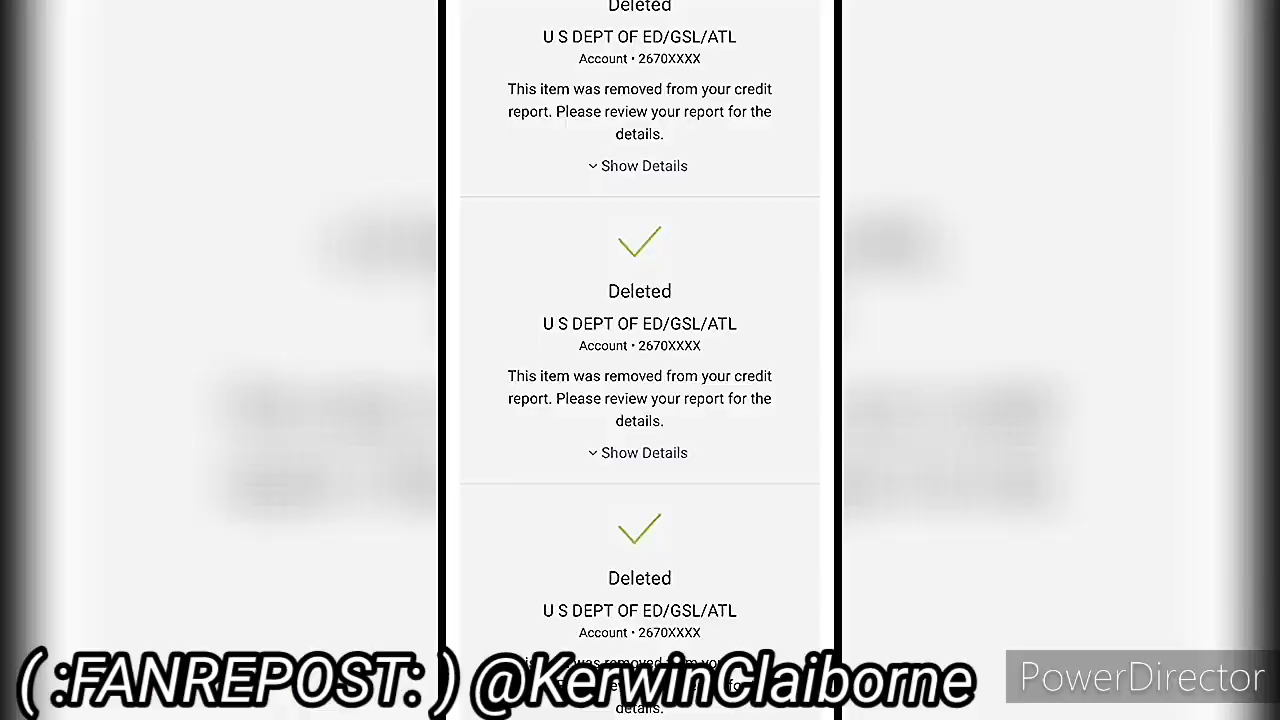 Deleted
U S DEPT OF ED/GSL/ATL
Account • 2670XXXX
This item was removed from your credit
report. Please review your report for the
details.
Show Details
Deleted
U S DEPT OF ED/GSL/ATL
Account • 2670XXXX
This item was removed from your credit
report. Please review your report for the
details.
Show Details
Deleted
U S DEPT OF ED/GSL/ATL
Account • 2670XXXX
was removed
details.
( :FANREPOST: ) @KerwinClaiborne
PowerDirector